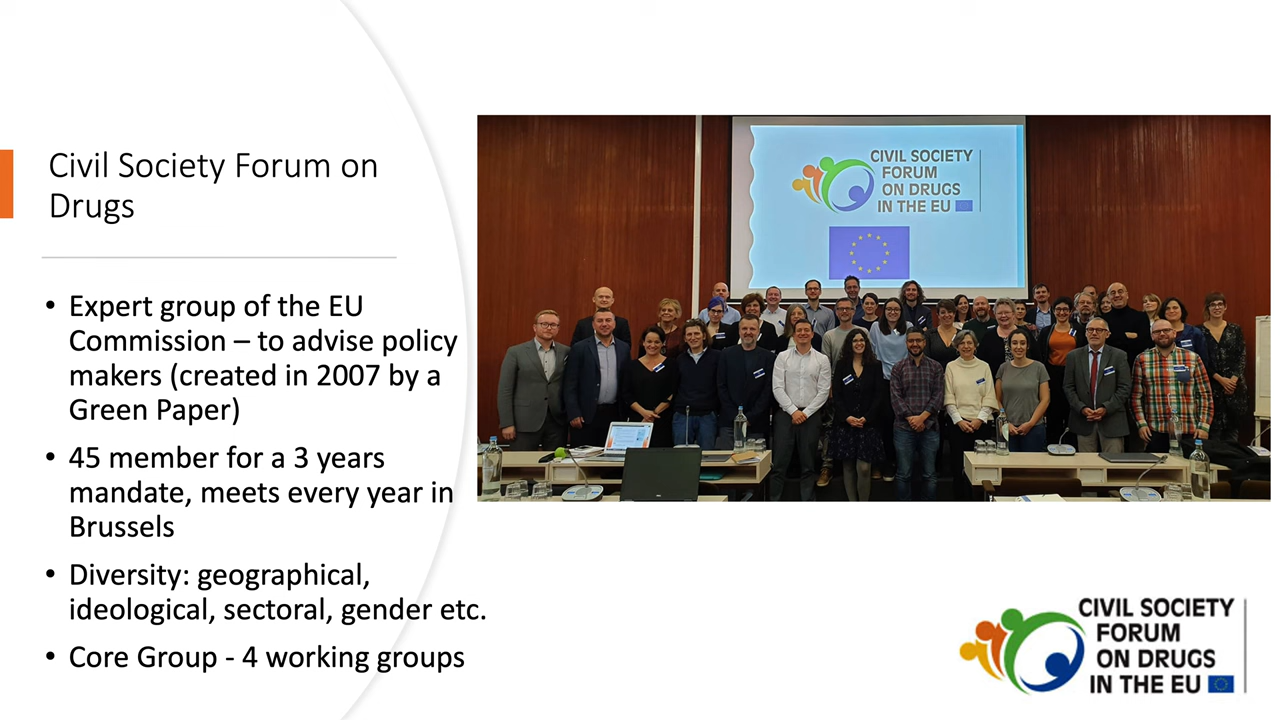 Civil Society Forum on
Drugs
• Expert group of the EU
Commission – to advise policy
makers (created in 2007 by a
Green Paper)
• 45 member for a 3 years
mandate, meets every year in
Brussels
• Diversity: geographical,
ideological, sectoral, gender etc.
• Core Group - 4 working groups
CIVIL SOCIETY
FORUM
ON DRUGS
IN THE EU
CIVIL SOCIETY
FORUM
ON DRUGS
IN THE EU